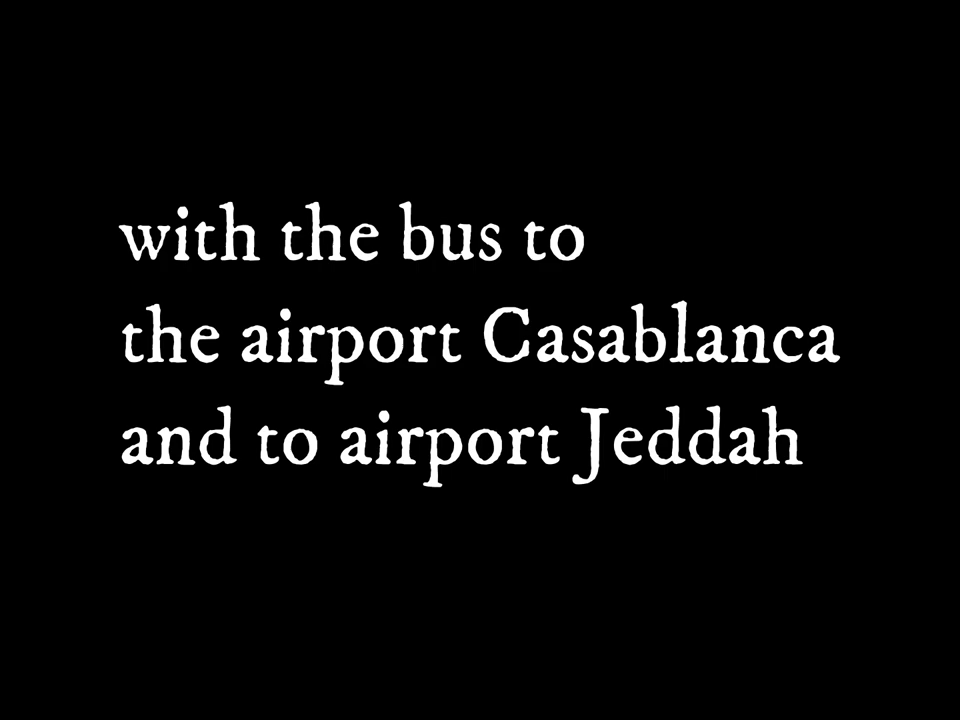 with the bus to
the airport Casablanca
and to airport Jeddah